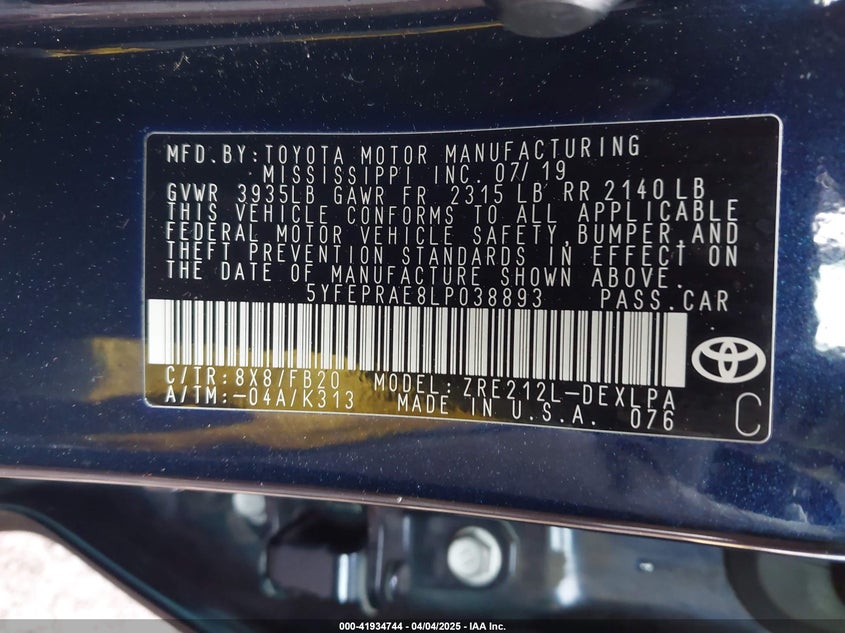 MFD.BY:TOYOTA MOTOR MANUFACTURING
MISSISSIPPI INC. 07/19
GVWR 3935LB GAWR FR 2315 LB RR 2140 LB
THIS VEHICLE CONFORMS TO ALL APPLICABLE
FEDERAL MOTOR VEHICLE SAFETY,BUMPER,AND
THEFT PREVENTION STANDARDS IN EFFECT ON
THE DATE OF MANUFACTURE SHOWN ABOVE.
5YFEPRAE8LP038893 PASS.CAR
C/TR:8X8/FB20 MODEL:ZRE212L-DEXLPA
A/TM:-04A/K313 MADE IN U.S.A. 076
C
000-41934744 - 04/04/2025 - IAA Inc.